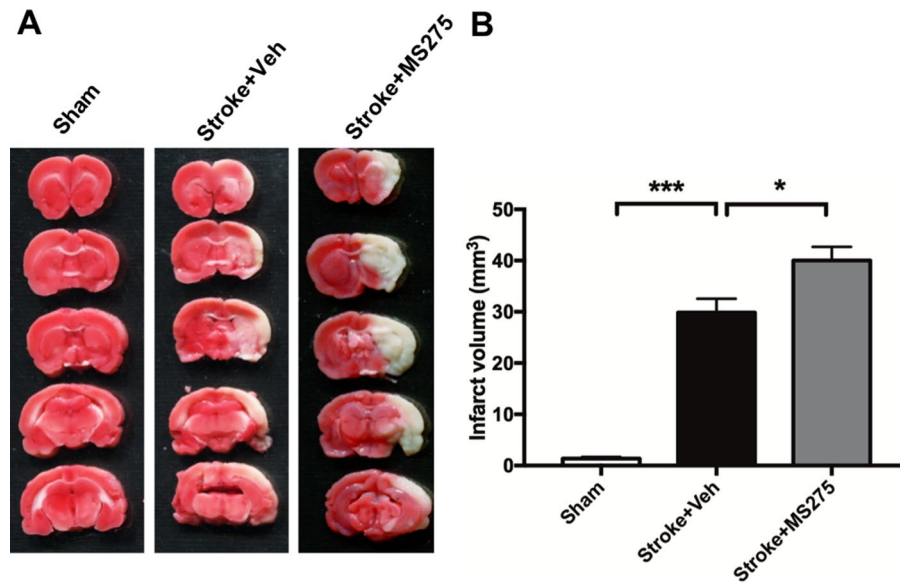 A
Sham
Stroke+Veh
Stroke+MS275
B
***
*
Infarct volume (mm³)
50
40
30
20
10
0
Sham
Stroke+Veh
Stroke+MS275